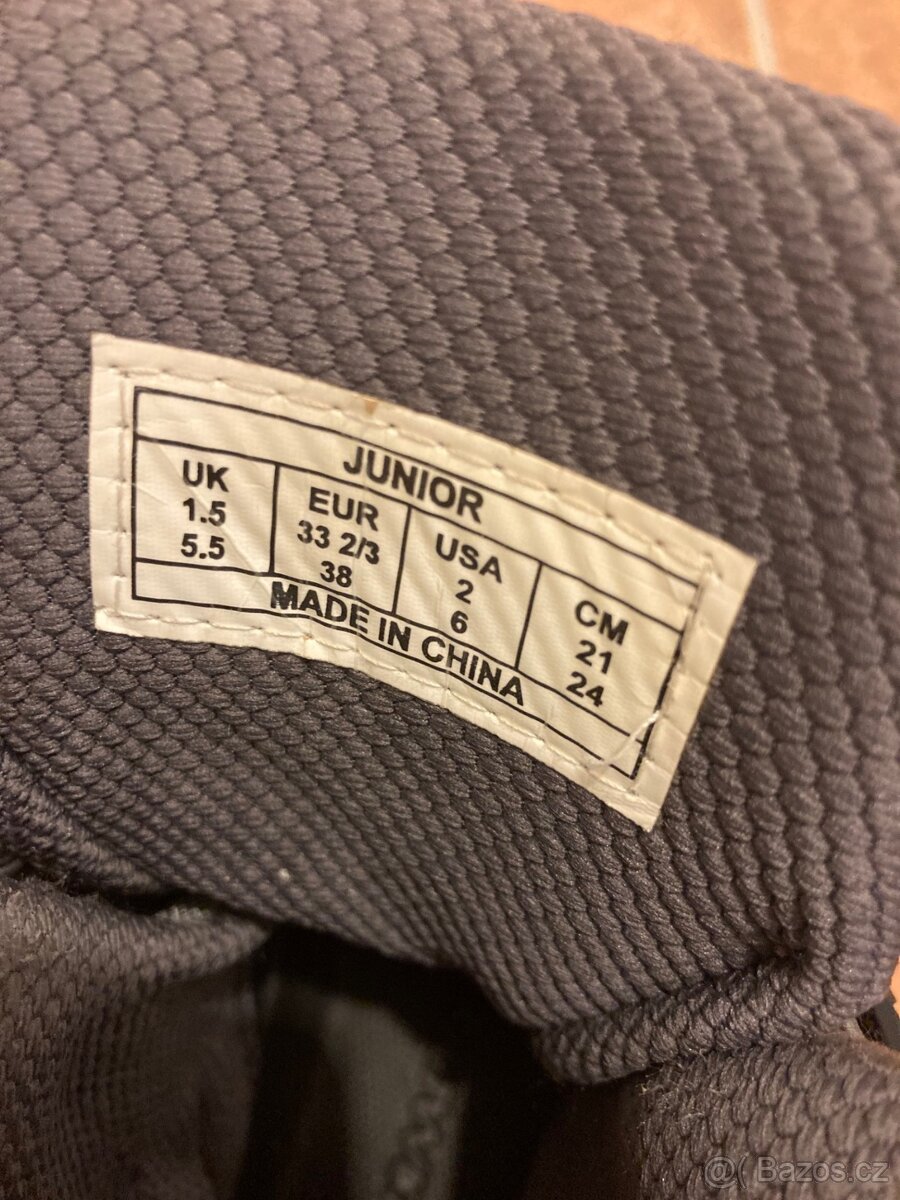 JUNIOR
UK EUR USA CM
1.5 33 2/3 2 21
5.5 38 6 24
MADE IN CHINA
@( Bazos.cz